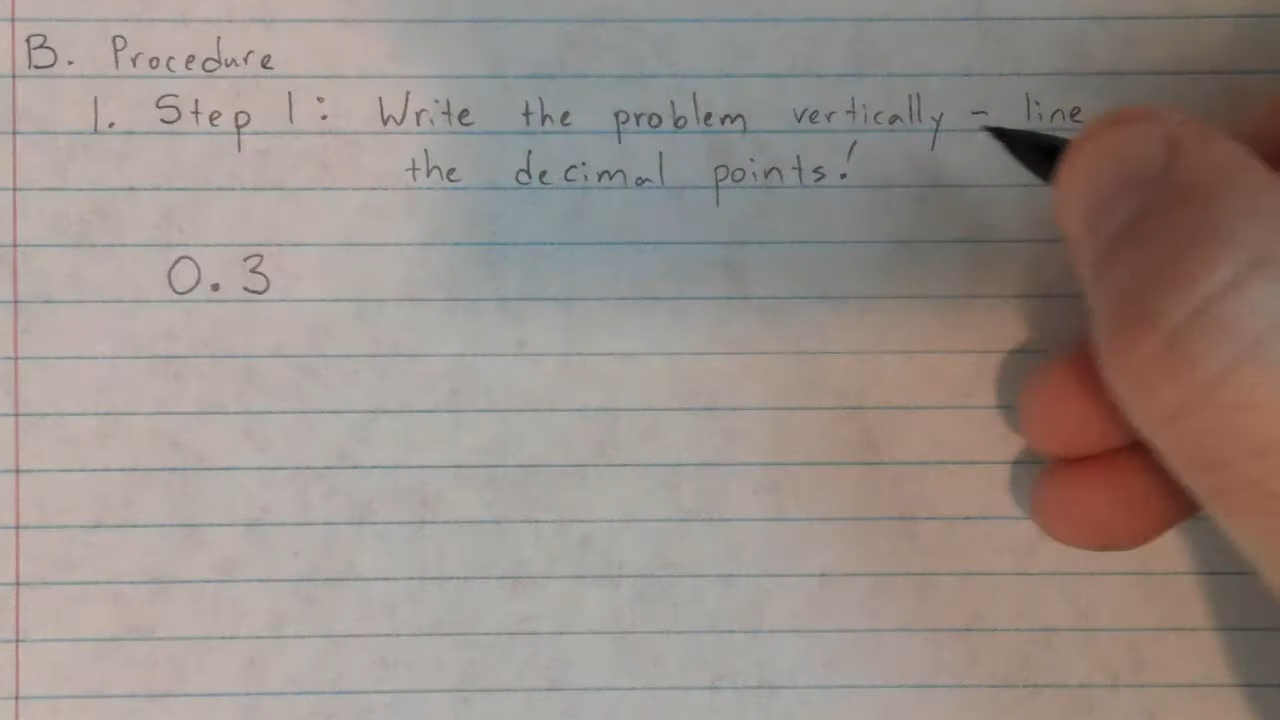 B. Procedure
1. Step 1: Write the problem vertically - line
the decimal points!
0.3